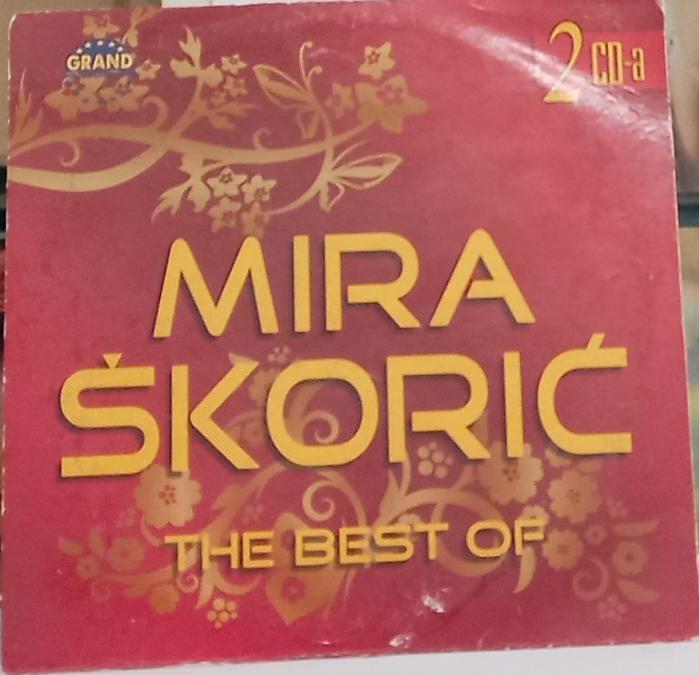 GRAND
2 CD-a
MIRA
ŠKORIĆ
THE BEST OF